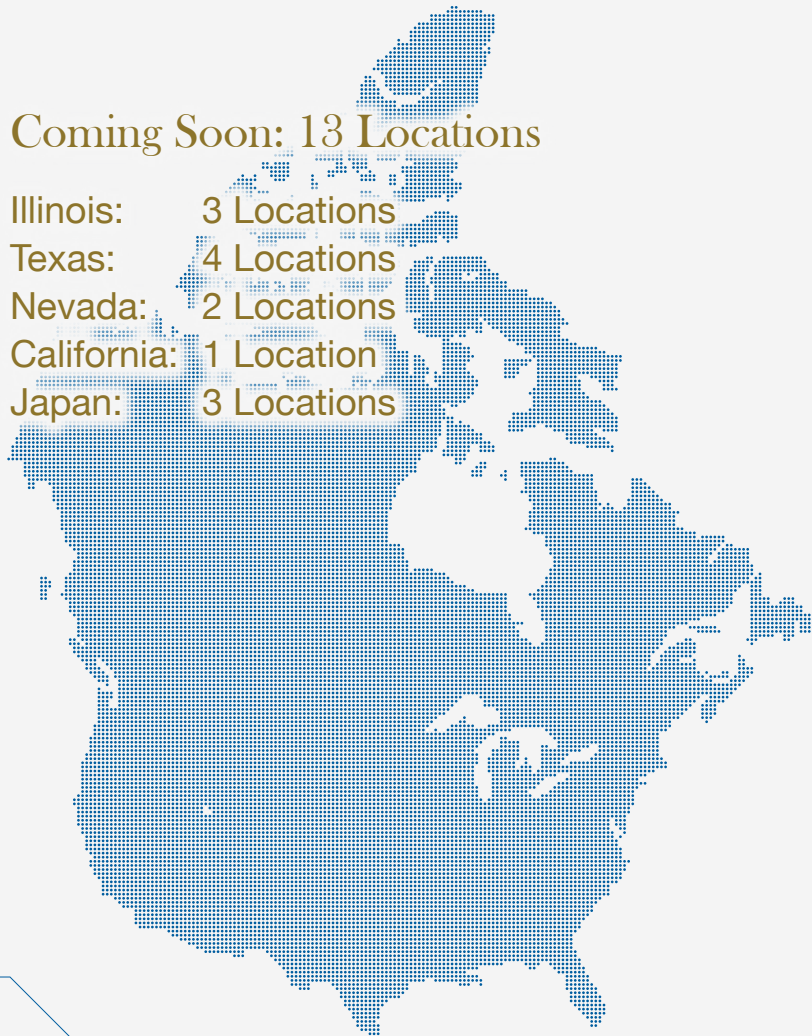 Coming Soon: 13 Locations
Illinois: 3 Locations
Texas: 4 Locations
Nevada: 2 Locations
California: 1 Location
Japan: 3 Locations